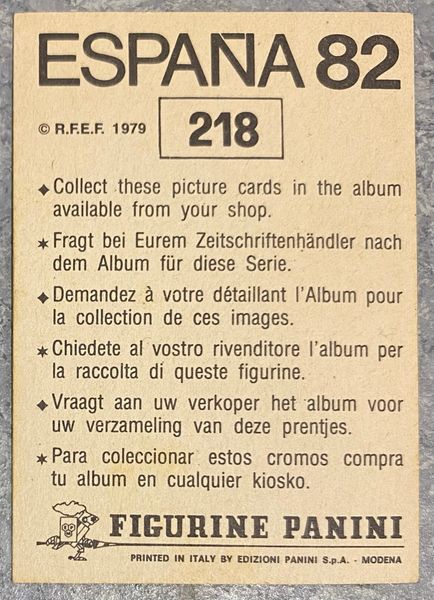 ESPAÑA 82
© R.F.E.F. 1979 218
◆ Collect these picture cards in the album
available from your shop.
✶ Fragt bei Eurem Zeitschriftenhändler nach
dem Album für diese Serie.
◆ Demandez à votre détaillant l'Album pour
la collection de ces images.
✶ Chiedete al vostro rivenditore l'album per
la raccolta di queste figurine.
◆ Vraagt aan uw verkoper het album voor
uw verzameling van deze prentjes.
✶ Para coleccionar estos cromos compra
tu album en cualquier kiosko.
FIGURINE PANINI
PRINTED IN ITALY BY EDIZIONI PANINI S.p.A. - MODENA